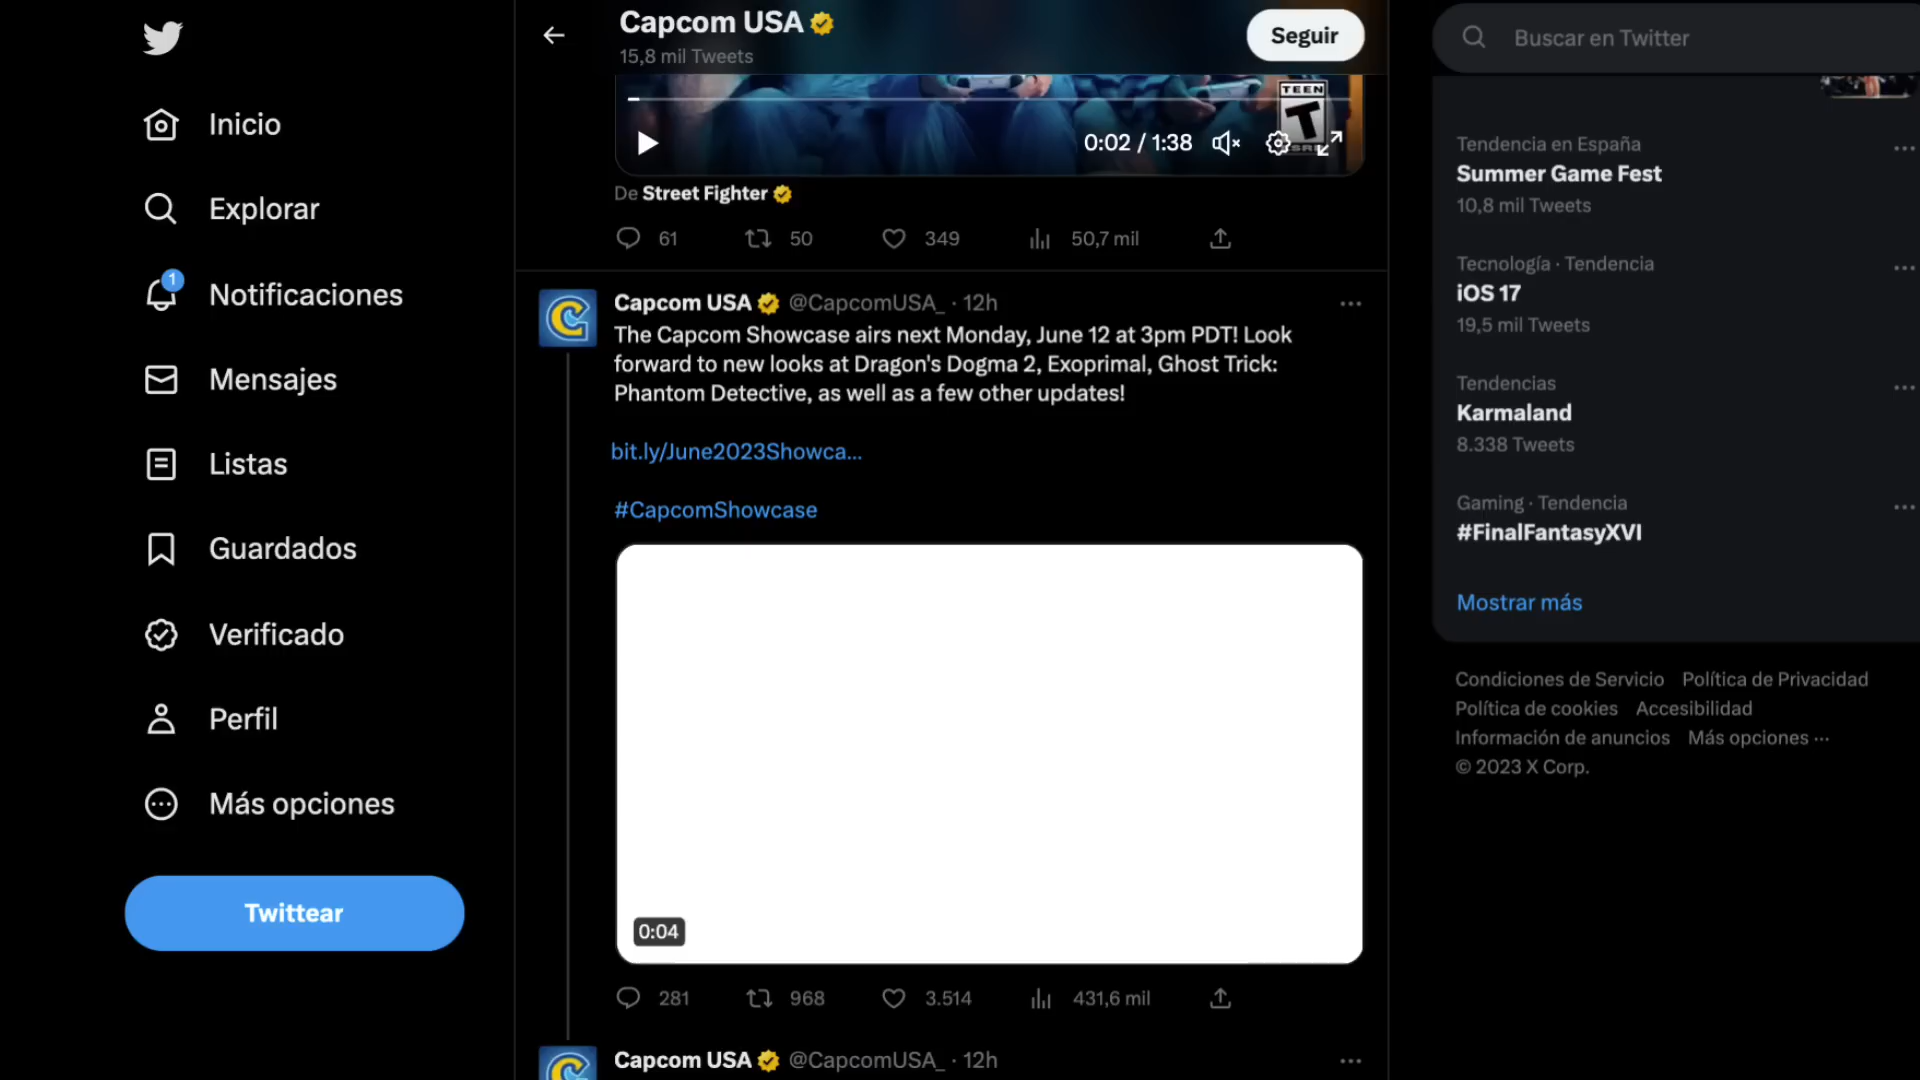 Capcom USA
15,8 mil Tweets
Seguir
Buscar en Twitter
Inicio
Explorar
1
Notificaciones
Mensajes
Listas
Guardados
Verificado
Perfil
Más opciones
Twittear
TEEN
T
0:02 / 1:38
De Street Fighter
61 50 349 50,7 mil
Capcom USA @CapcomUSA_ · 12h
The Capcom Showcase airs next Monday, June 12 at 3pm PDT! Look
forward to new looks at Dragon's Dogma 2, Exoprimal, Ghost Trick:
Phantom Detective, as well as a few other updates!
bit.ly/June2023Showca...
#CapcomShowcase
0:04
281 968 3.514 431,6 mil
Capcom USA @CapcomUSA_ · 12h
Tendencia en España
Summer Game Fest
10,8 mil Tweets
Tecnología · Tendencia
iOS 17
19,5 mil Tweets
Tendencias
Karmaland
8.338 Tweets
Gaming · Tendencia
#FinalFantasyXVI
Mostrar más
Condiciones de Servicio Política de Privacidad
Política de cookies Accesibilidad
Información de anuncios Más opciones ···
© 2023 X Corp.